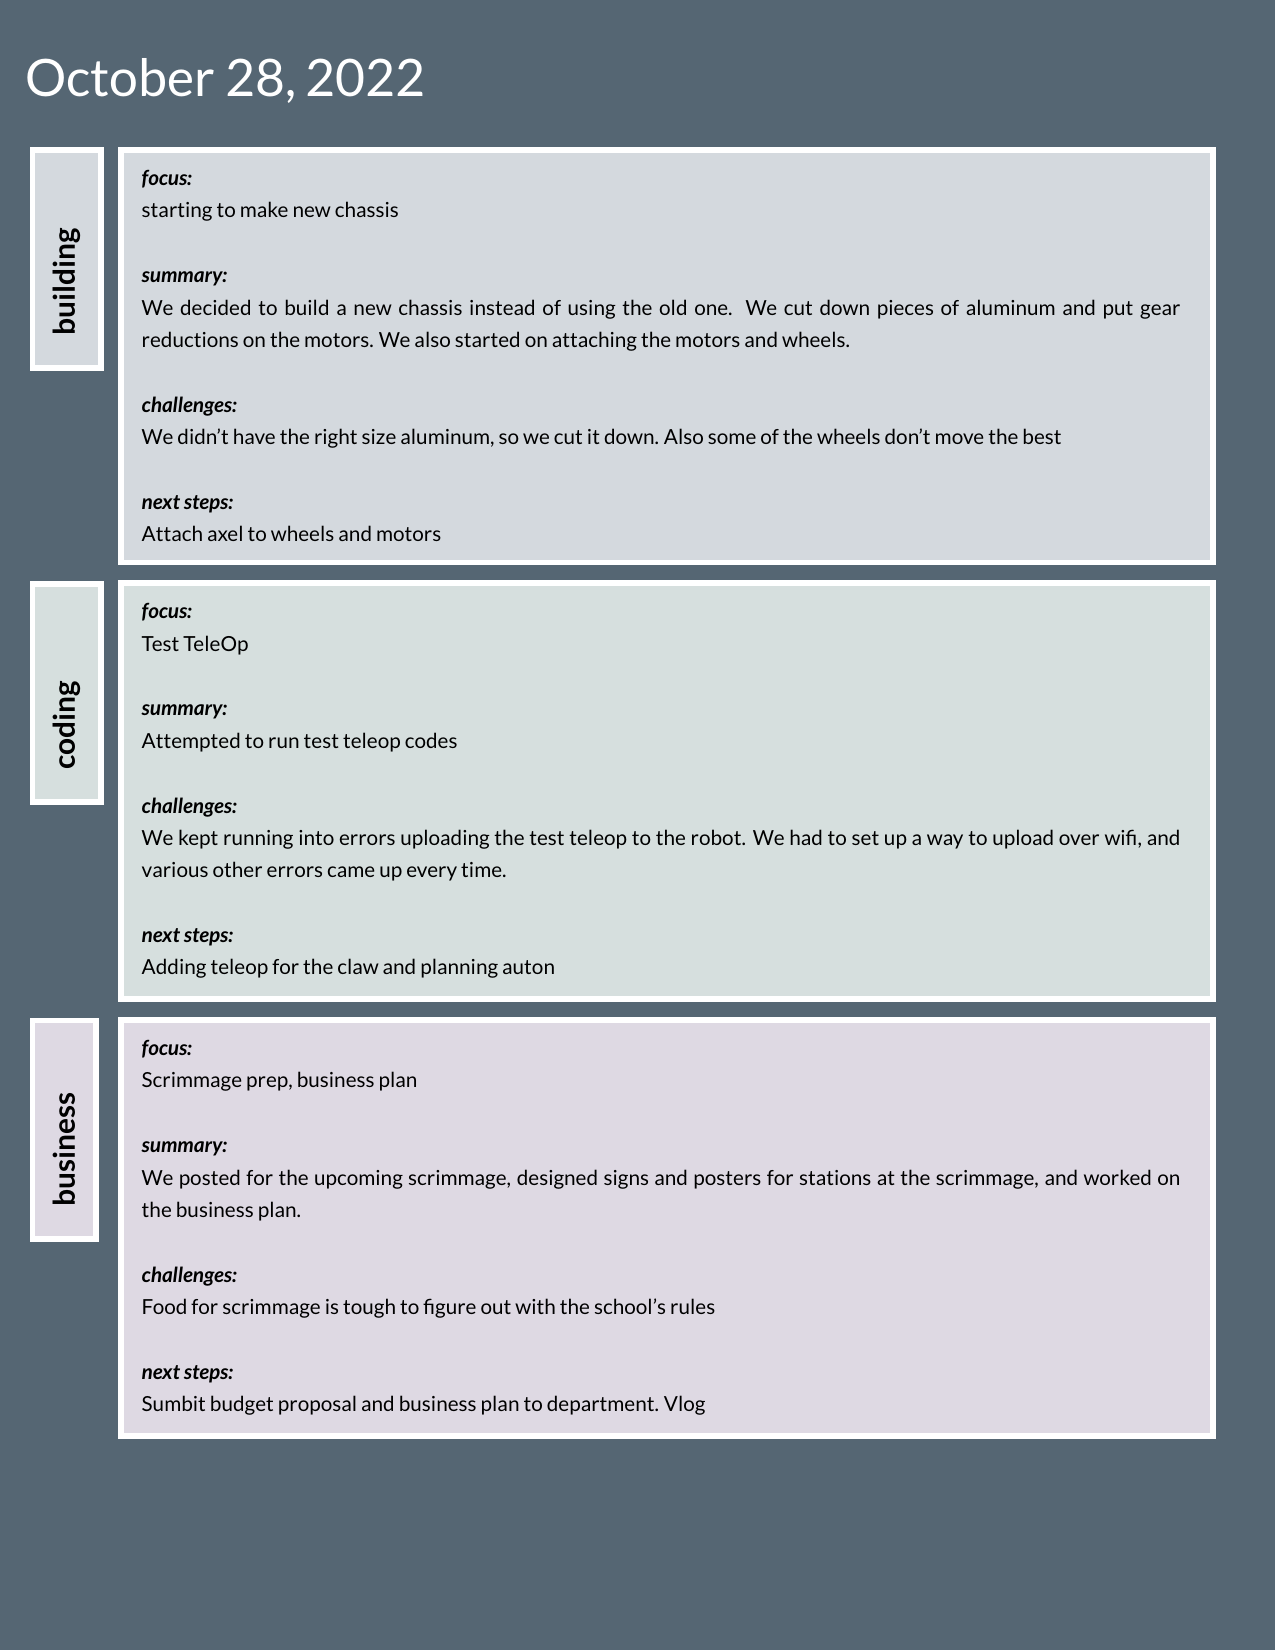 October 28, 2022
building
focus:
starting to make new chassis
summary:
We decided to build a new chassis instead of using the old one. We cut down pieces of aluminum and put gear
reductions on the motors. We also started on attaching the motors and wheels.
challenges:
We didn’t have the right size aluminum, so we cut it down. Also some of the wheels don’t move the best
next steps:
Attach axel to wheels and motors
coding
focus:
Test TeleOp
summary:
Attempted to run test teleop codes
challenges:
We kept running into errors uploading the test teleop to the robot. We had to set up a way to upload over wifi, and
various other errors came up every time.
next steps:
Adding teleop for the claw and planning auton
business
focus:
Scrimmage prep, business plan
summary:
We posted for the upcoming scrimmage, designed signs and posters for stations at the scrimmage, and worked on
the business plan.
challenges:
Food for scrimmage is tough to figure out with the school’s rules
next steps:
Sumbit budget proposal and business plan to department. Vlog